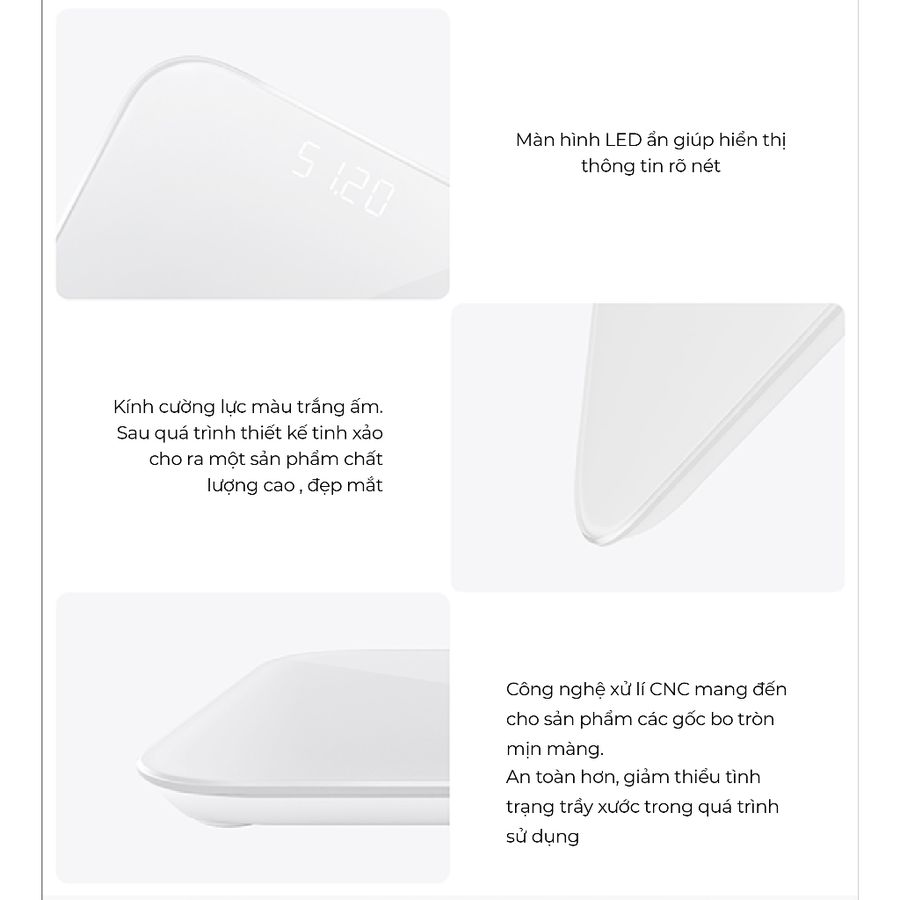 51.20
Màn hình LED ẩn giúp hiển thị
thông tin rõ nét
Kính cường lực màu trắng ấm.
Sau quá trình thiết kế tinh xảo
cho ra một sản phẩm chất
lượng cao , đẹp mắt
Công nghệ xử lí CNC mang đến
cho sản phẩm các gốc bo tròn
mịn màng.
An toàn hơn, giảm thiểu tình
trạng trầy xước trong quá trình
sử dụng